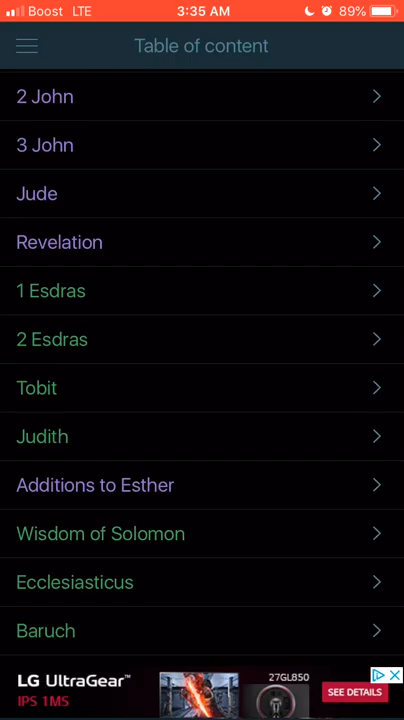 Boost LTE 3:35 AM 89%
Table of content
2 John
3 John
Jude
Revelation
1 Esdras
2 Esdras
Tobit
Judith
Additions to Esther
Wisdom of Solomon
Ecclesiasticus
Baruch
LG UltraGear™
IPS 1MS
27GL850
SEE DETAILS